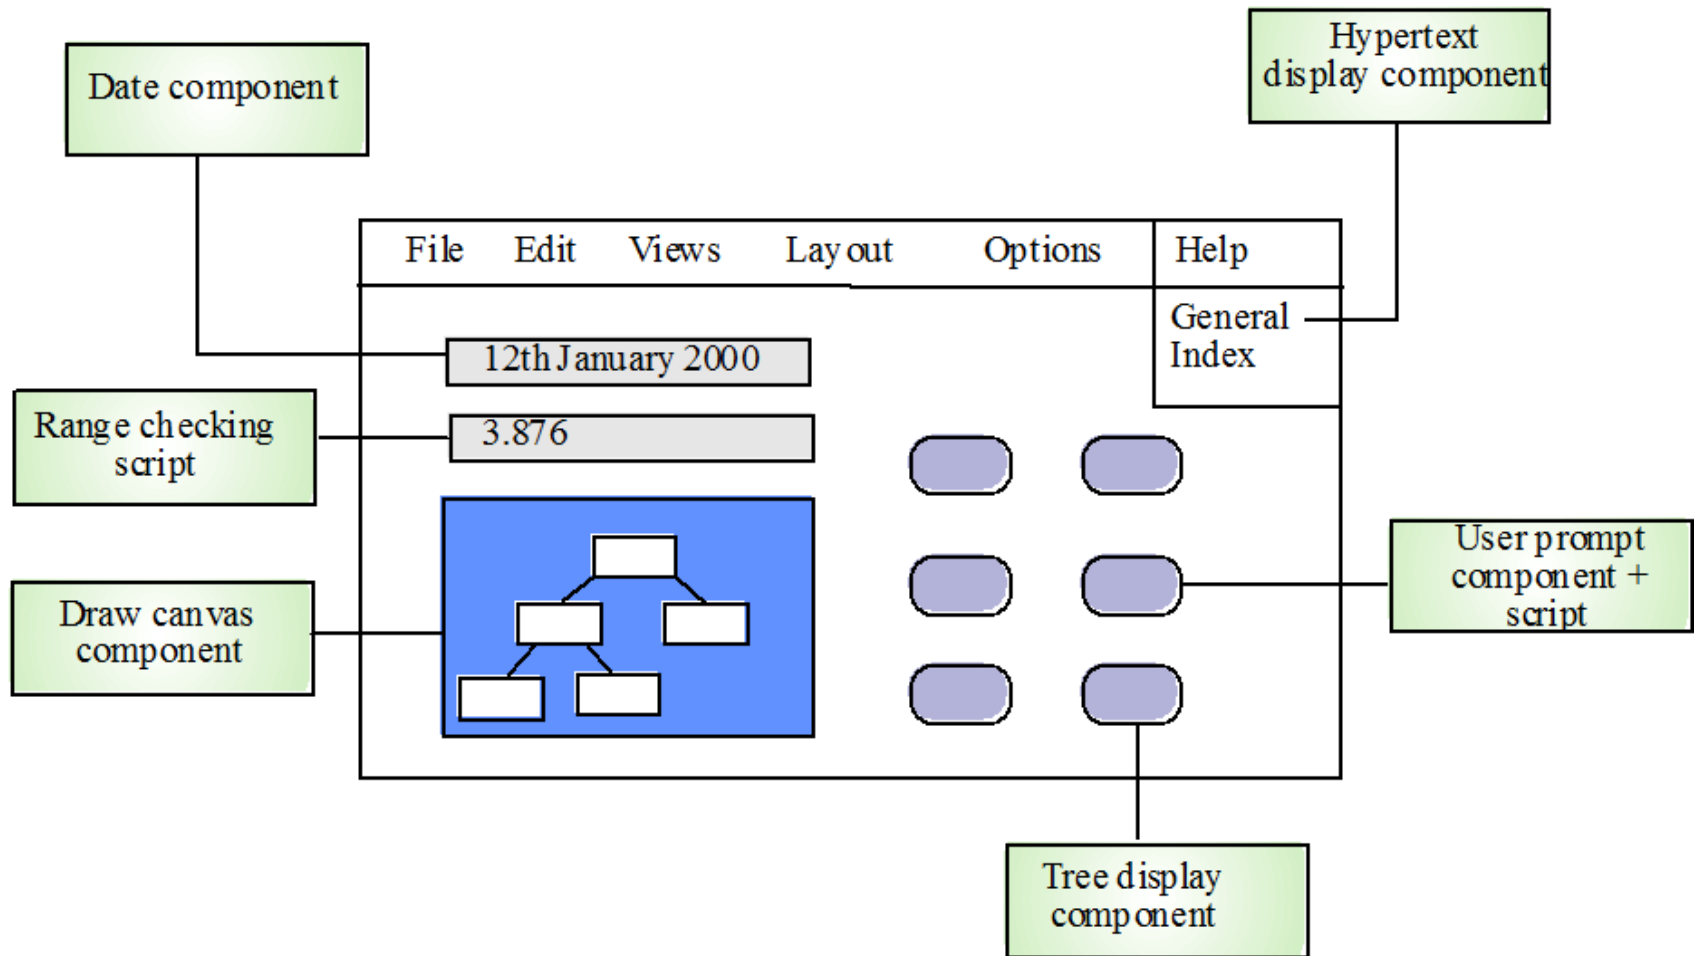 Date component
Hypertext
display component
File Edit Views Layout Options Help
General
Index
12th January 2000
Range checking
script
3.876
User prompt
component +
script
Draw canvas
component
Tree display
component